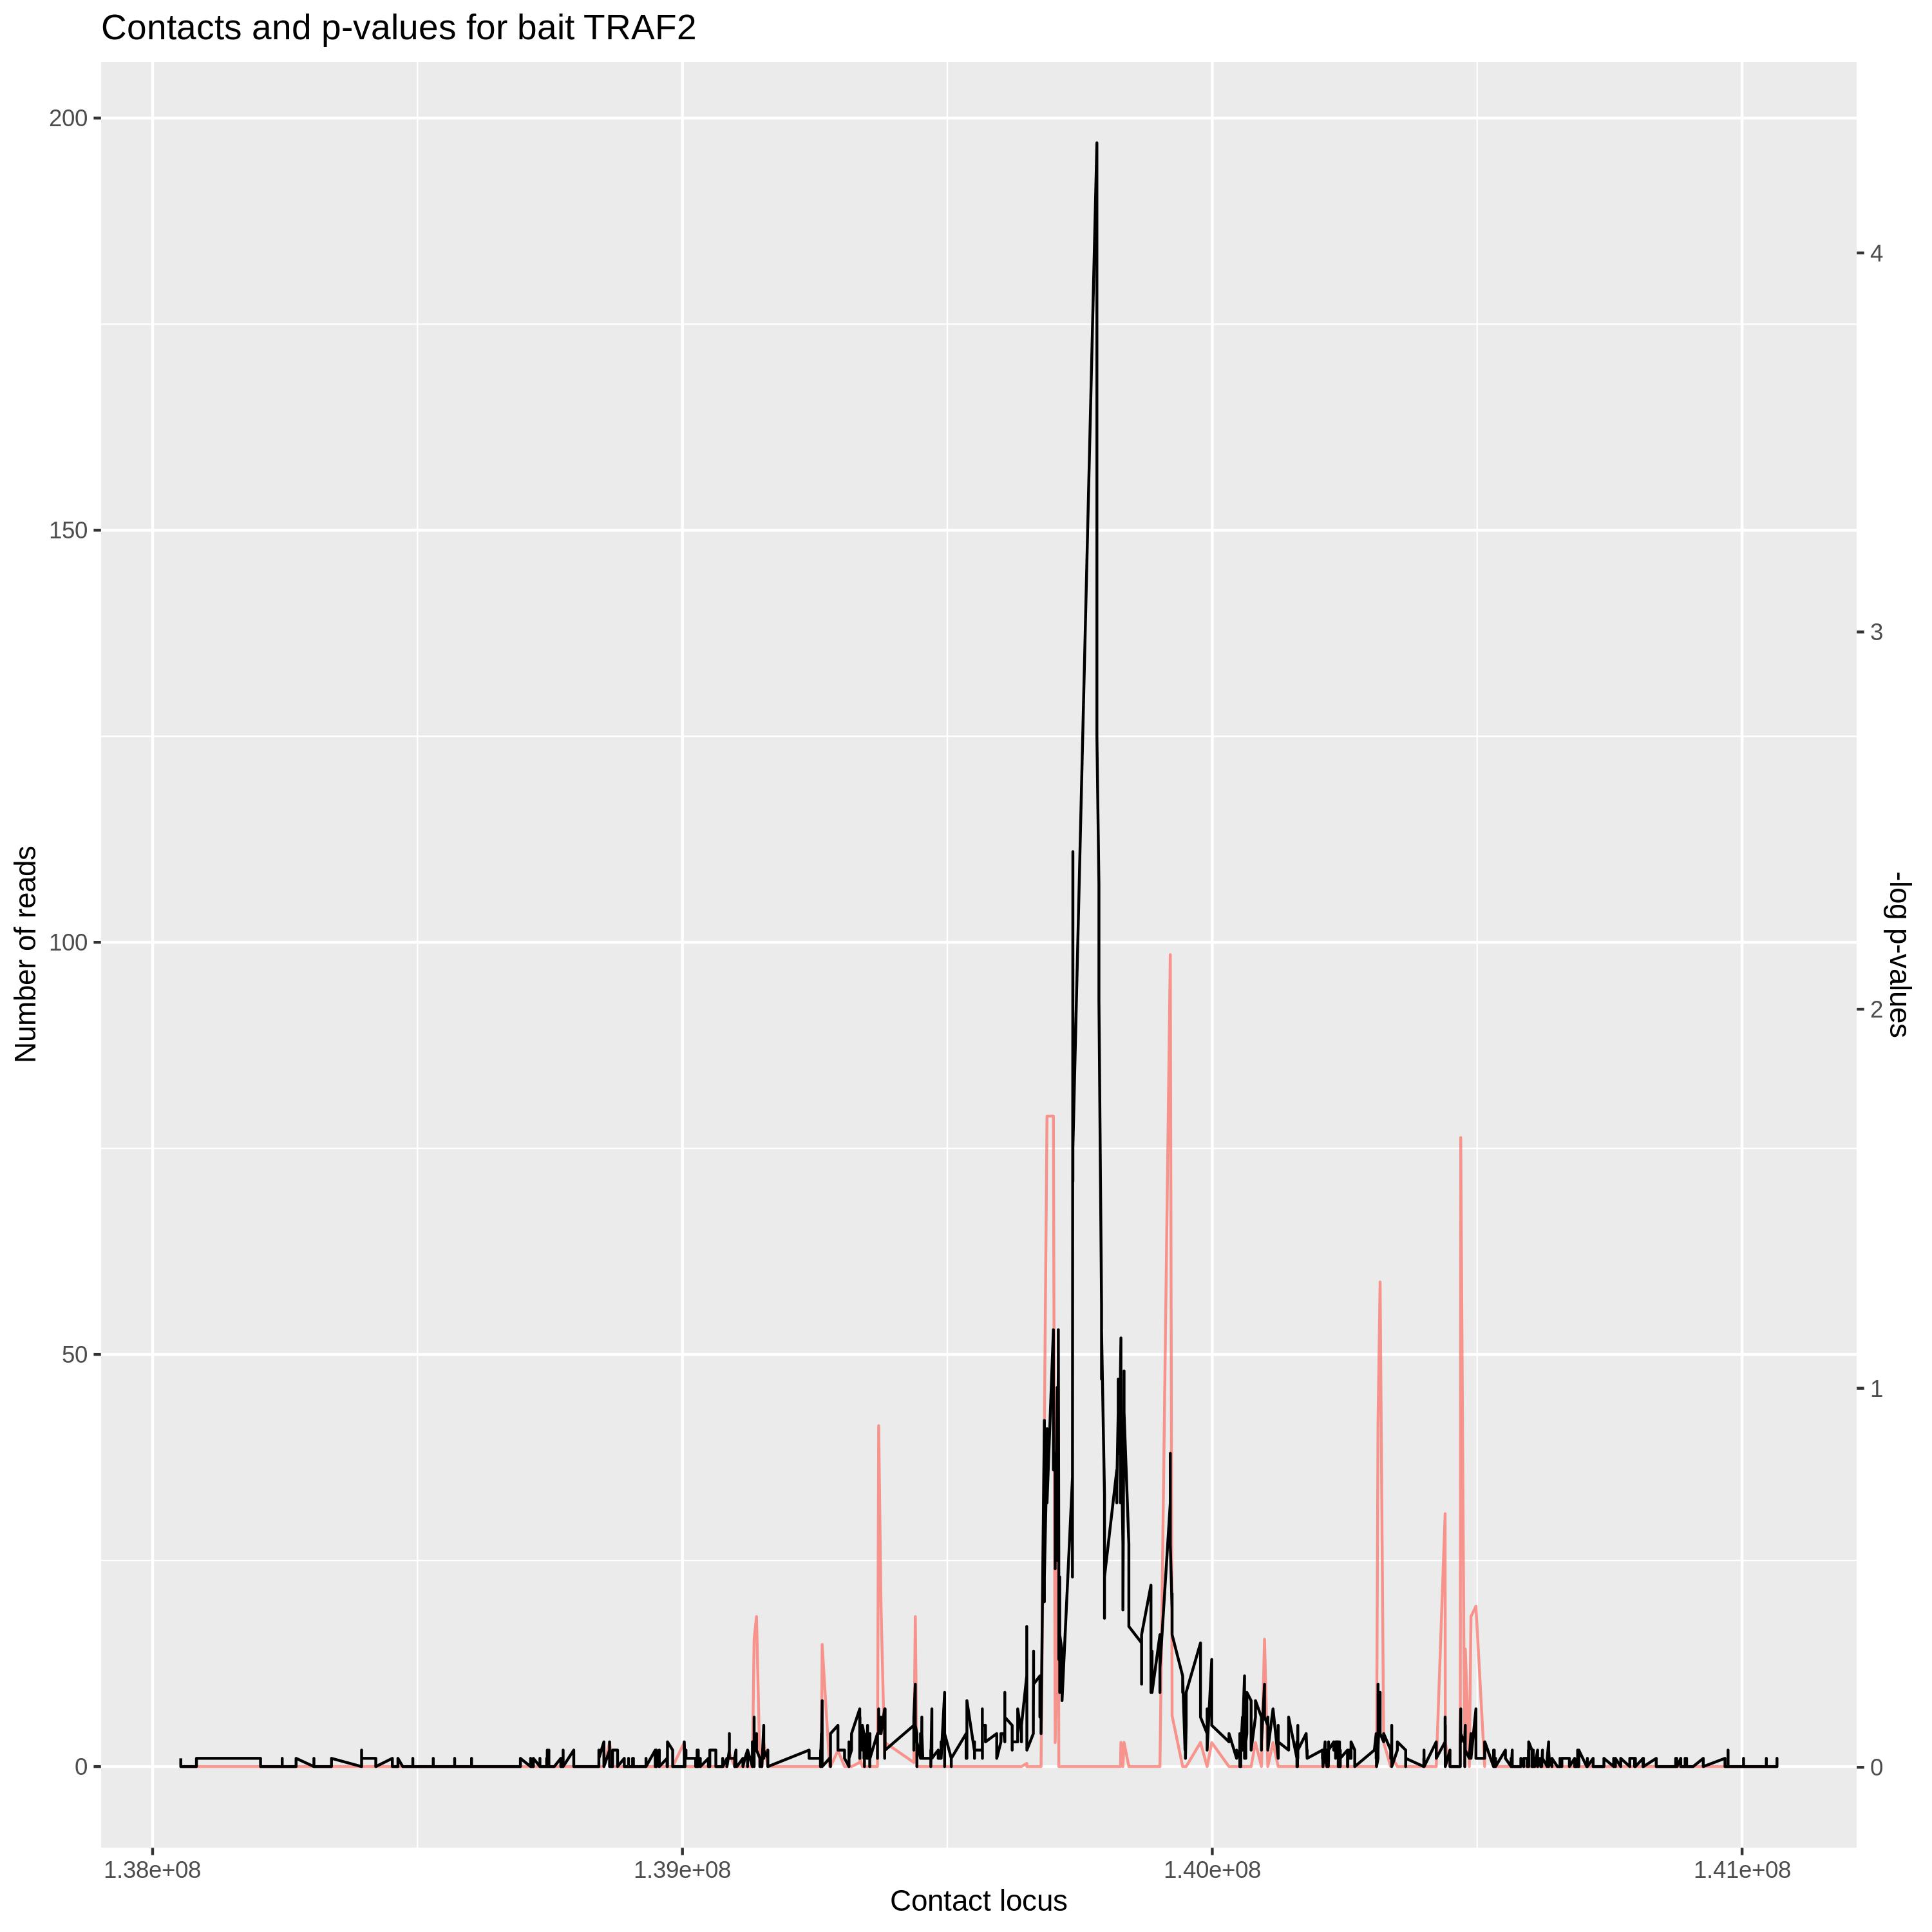 Contacts and p-values for bait TRAF2
200
150
100
50
0
Number of reads
4
3
2
1
0
-log p-values
1.38e+08
1.39e+08
1.40e+08
1.41e+08
Contact locus